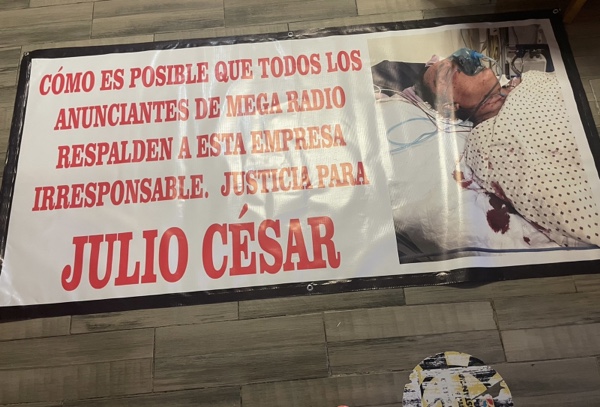 CÓMO ES POSIBLE QUE TODOS LOS
ANUNCIANTES DE MEGA RADIO
RESPALDEN A ESTA EMPRESA
IRRESPONSABLE. JUSTICIA PARA
JULIO CÉSAR